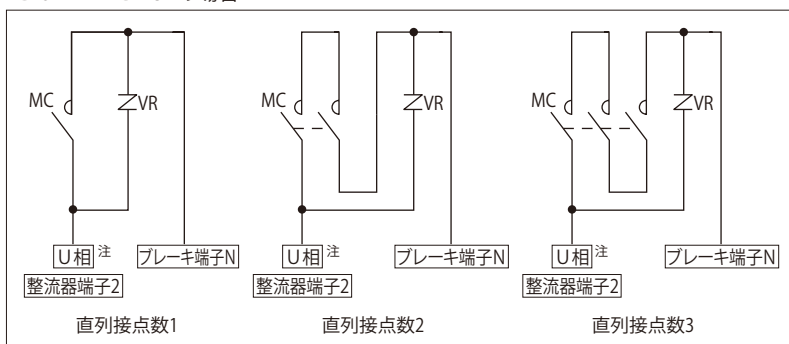 MC
VR
U相 注
ブレーキ端子N
整流器端子2
直列接点数1
MC
VR
U相 注
ブレーキ端子N
整流器端子2
直列接点数2
MC
VR
U相 注
ブレーキ端子N
整流器端子2
直列接点数3